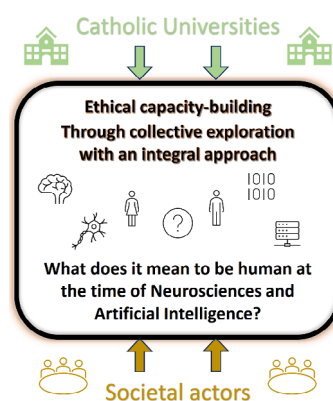 Catholic Universities
Ethical capacity-building
Through collective exploration
with an integral approach
1010
1010
?
What does it mean to be human at
the time of Neurosciences and
Artificial Intelligence?
Societal actors